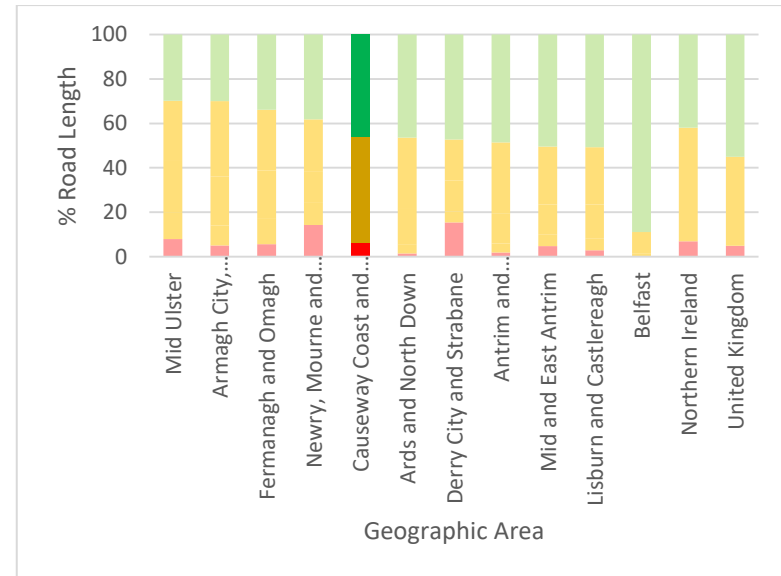 100
80
60
40
20
0
% Road Length
Mid Ulster
Armagh City,...
Fermanagh and Omagh
Newry, Mourne and...
Causeway Coast and...
Ards and North Down
Derry City and Strabane
Antrim and...
Mid and East Antrim
Lisburn and Castlereagh
Belfast
Northern Ireland
United Kingdom
Geographic Area